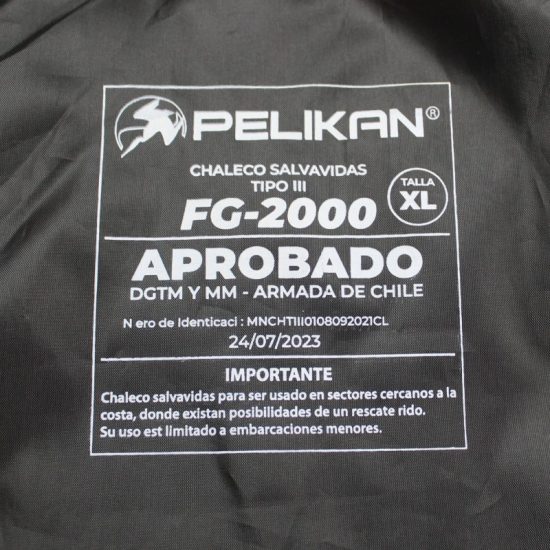 PELIKAN®
CHALECO SALVAVIDAS
TIPO III
FG-2000
TALLA
XL
APROBADO
DGTM Y MM - ARMADA DE CHILE
N ero de Identicaci : MNCHTIII0108092021CL
24/07/2023
IMPORTANTE
Chaleco salvavidas para ser usado en sectores cercanos a la
costa, donde existan posibilidades de un rescate rido.
Su uso est limitado a embarcaciones menores.